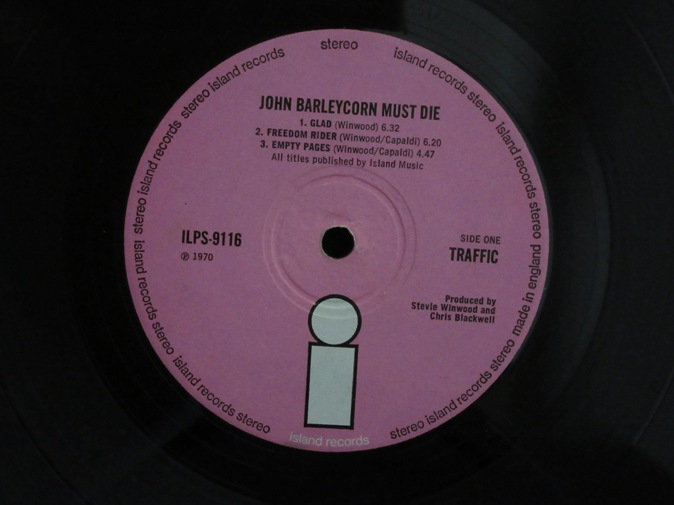 stereo
island records stereo island records stereo made in england
stereo island records stereo
island records
island records stereo
stereo island records stereo island records
JOHN BARLEYCORN MUST DIE
1. GLAD (Winwood) 6.32
2. FREEDOM RIDER (Winwood/Capaldi) 6.20
3. EMPTY PAGES (Winwood/Capaldi) 4.47
All titles published by Island Music
ILPS-9116
℗ 1970
SIDE ONE
TRAFFIC
Produced by
Stevie Winwood and
Chris Blackwell